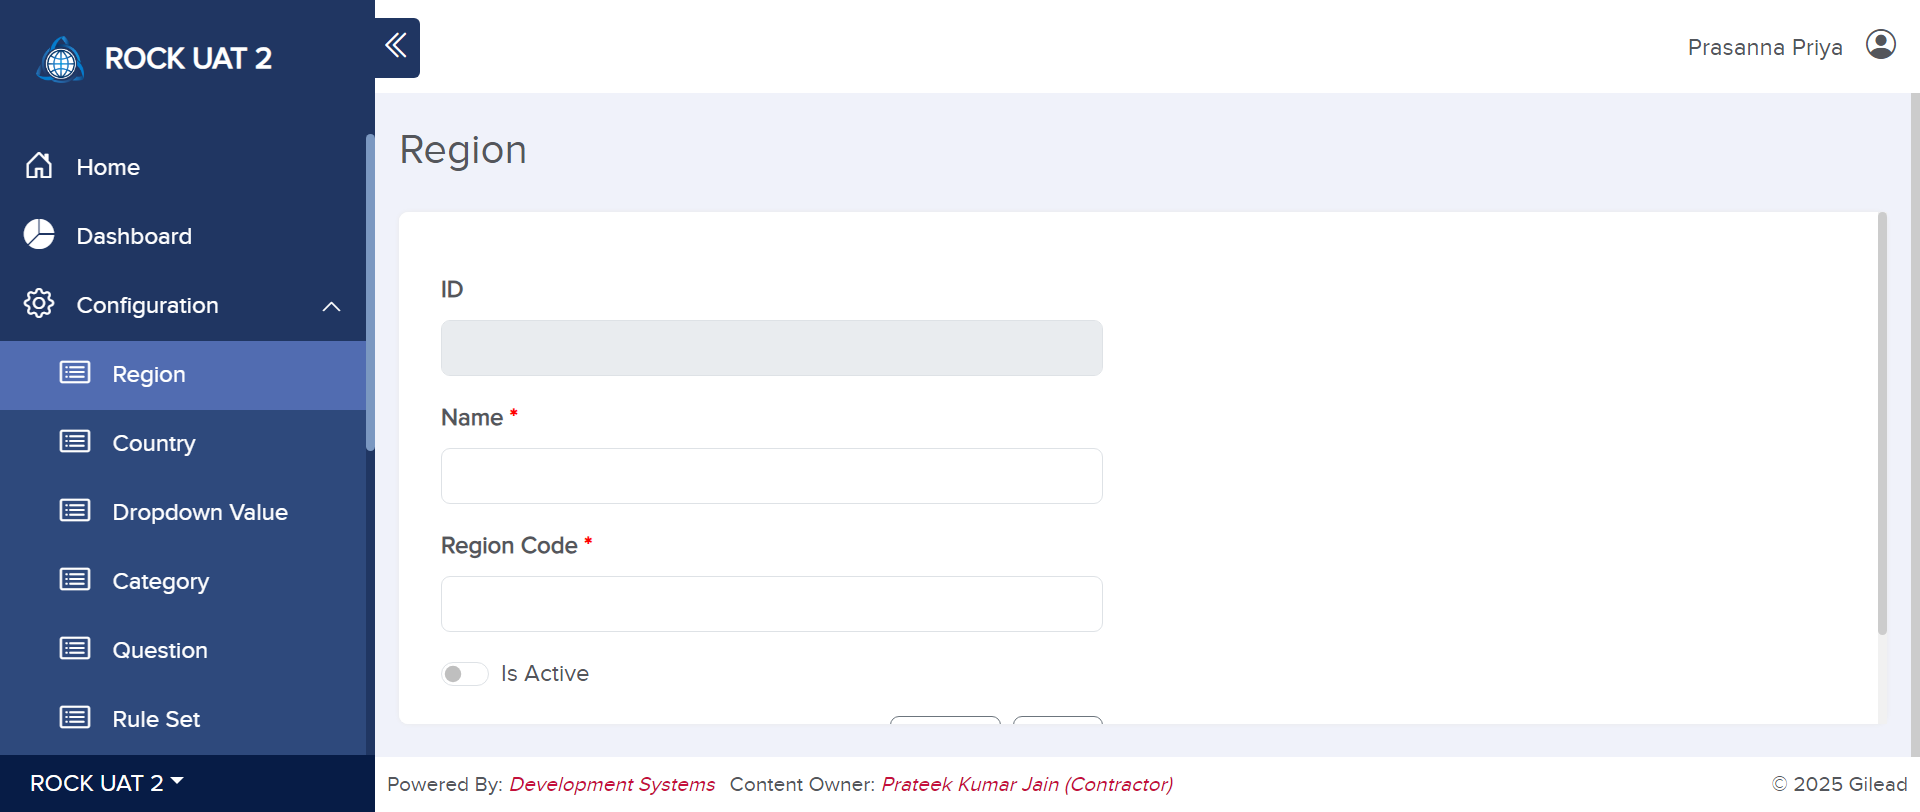 ROCK UAT 2
Prasanna Priya
Home
Dashboard
Configuration
Region
Country
Dropdown Value
Category
Question
Rule Set
ROCK UAT 2
Region
ID
Name *
Region Code *
Is Active
Powered By: Development Systems Content Owner: Prateek Kumar Jain (Contractor)
© 2025 Gilead